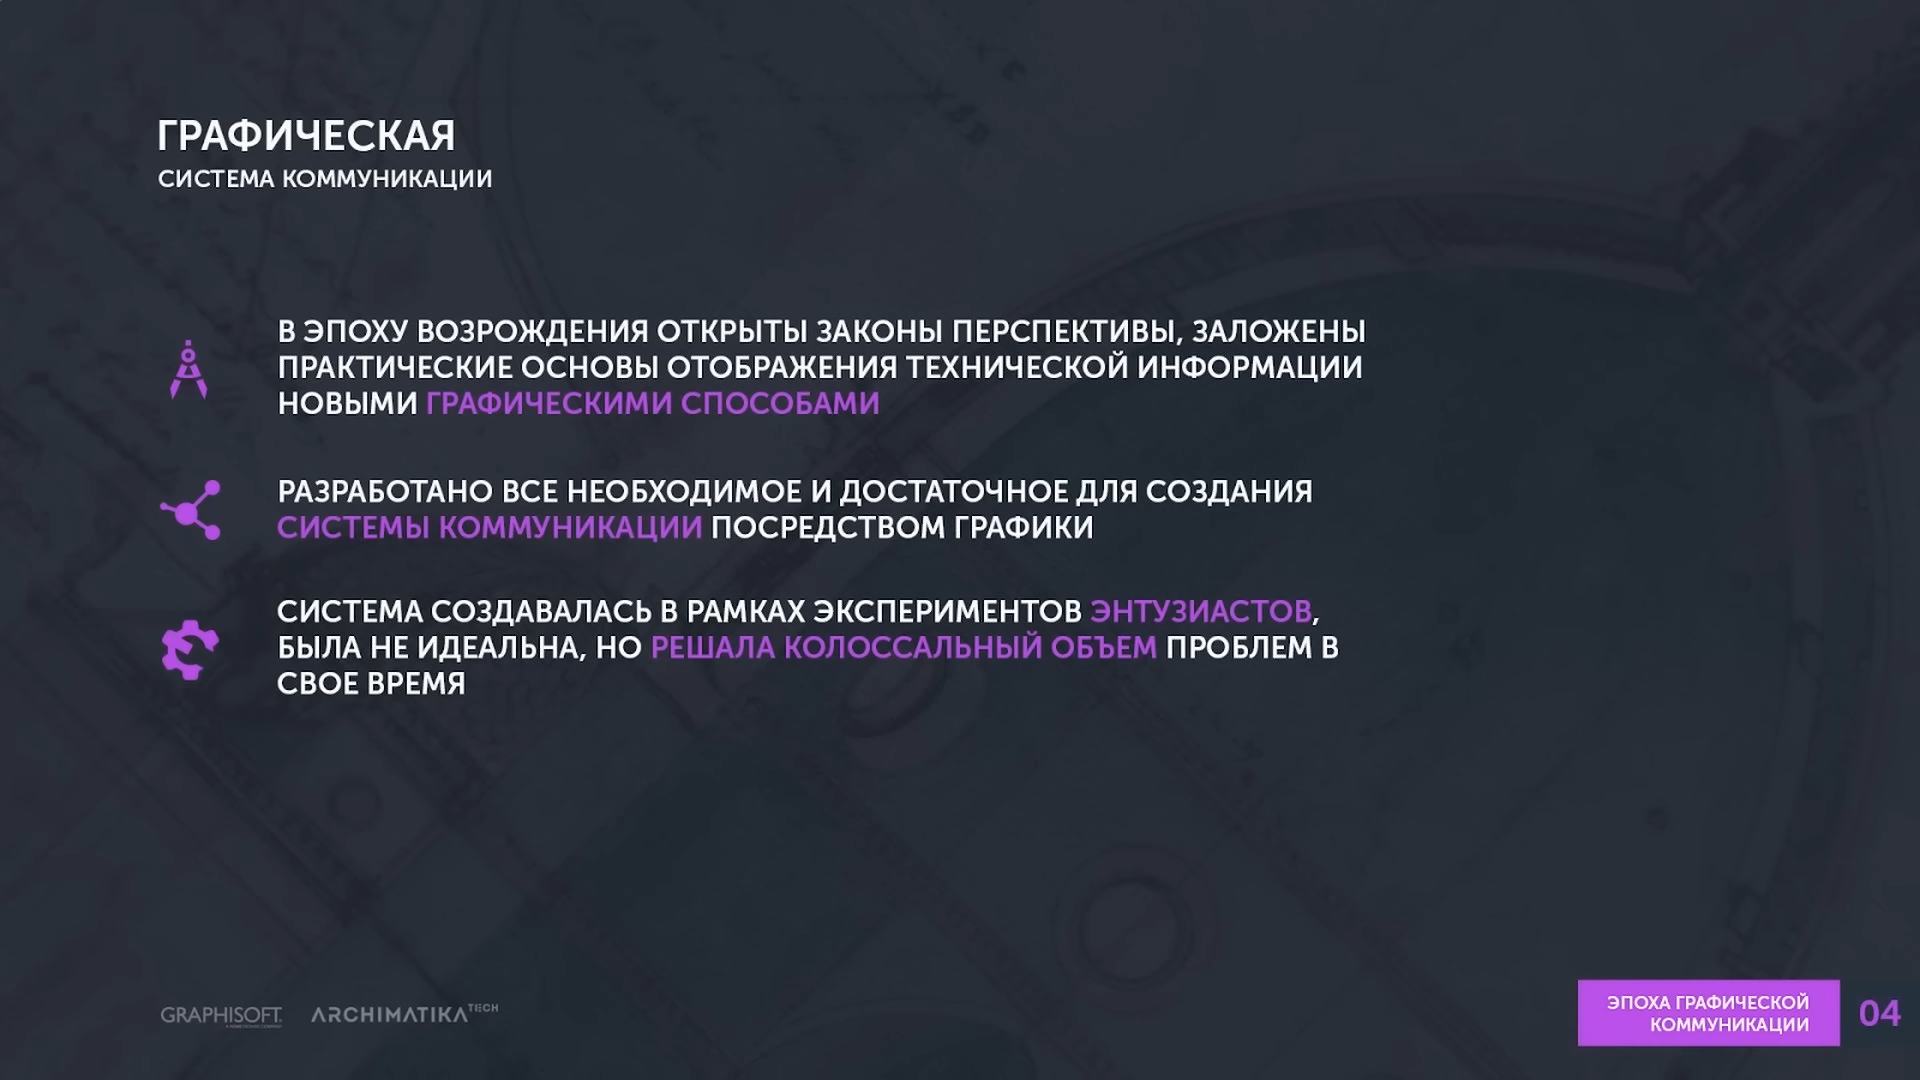 ГРАФИЧЕСКАЯ
СИСТЕМА КОММУНИКАЦИИ
В ЭПОХУ ВОЗРОЖДЕНИЯ ОТКРЫТЫ ЗАКОНЫ ПЕРСПЕКТИВЫ, ЗАЛОЖЕНЫ
ПРАКТИЧЕСКИЕ ОСНОВЫ ОТОБРАЖЕНИЯ ТЕХНИЧЕСКОЙ ИНФОРМАЦИИ
НОВЫМИ ГРАФИЧЕСКИМИ СПОСОБАМИ
РАЗРАБОТАНО ВСЕ НЕОБХОДИМОЕ И ДОСТАТОЧНОЕ ДЛЯ СОЗДАНИЯ
СИСТЕМЫ КОММУНИКАЦИИ ПОСРЕДСТВОМ ГРАФИКИ
СИСТЕМА СОЗДАВАЛАСЬ В РАМКАХ ЭКСПЕРИМЕНТОВ ЭНТУЗИАСТОВ,
БЫЛА НЕ ИДЕАЛЬНА, НО РЕШАЛА КОЛОССАЛЬНЫЙ ОБЪЕМ ПРОБЛЕМ В
СВОЕ ВРЕМЯ
GRAPHISOFT.
ARCHIMATIKA TECH
ЭПОХА ГРАФИЧЕСКОЙ
КОММУНИКАЦИИ
04